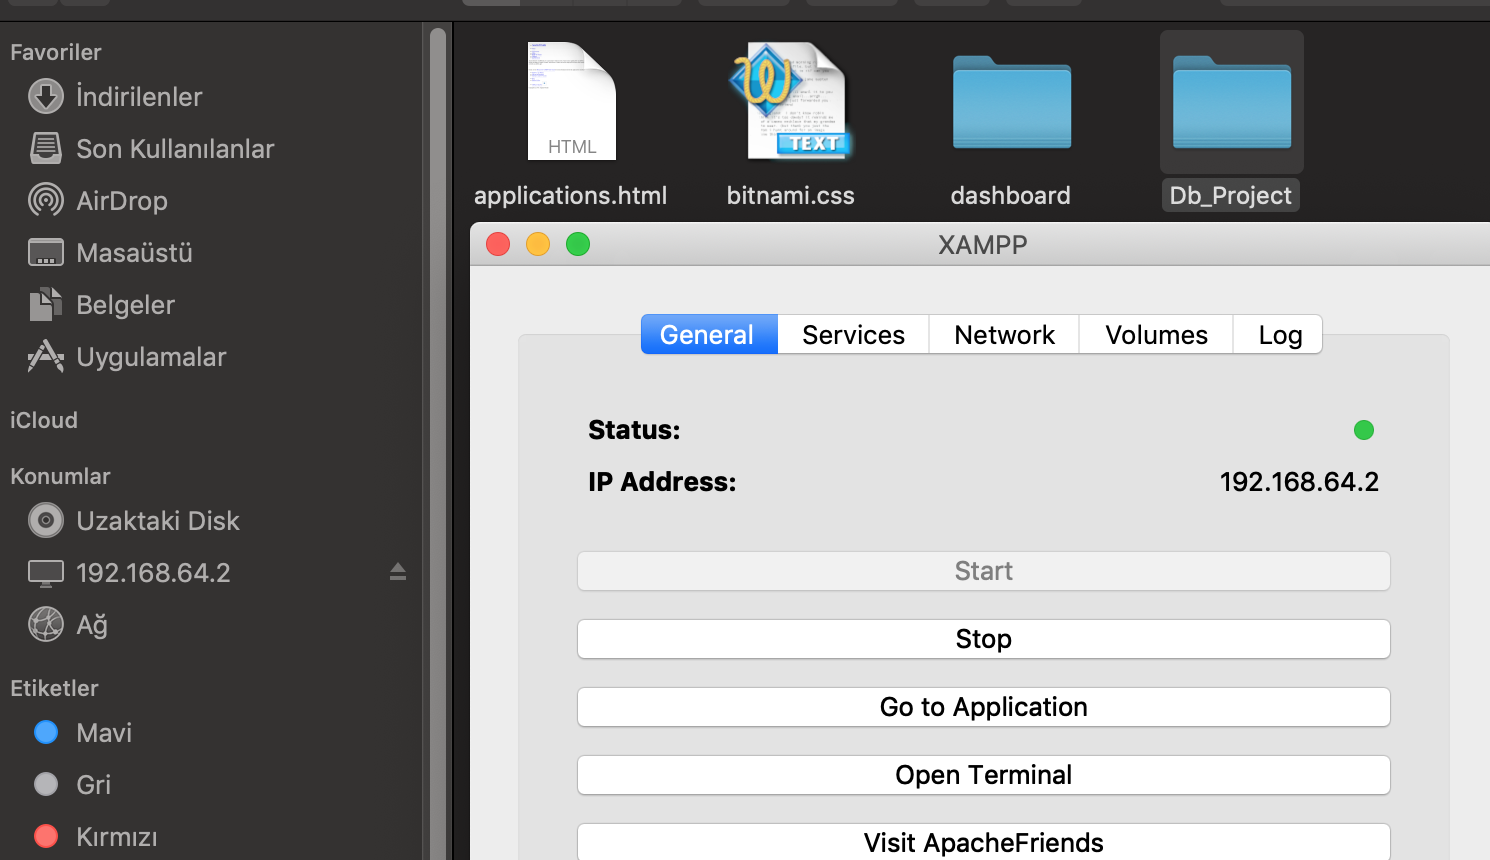 Favoriler
İndirilenler
Son Kullanılanlar
AirDrop
Masaüstü
Belgeler
Uygulamalar
iCloud
Konumlar
Uzaktaki Disk
192.168.64.2
Ağ
Etiketler
Mavi
Gri
Kırmızı
HTML
TEXT
applications.html
bitnami.css
dashboard
Db_Project
XAMPP
General
Services
Network
Volumes
Log
Status:
IP Address:
192.168.64.2
Start
Stop
Go to Application
Open Terminal
Visit ApacheFriends